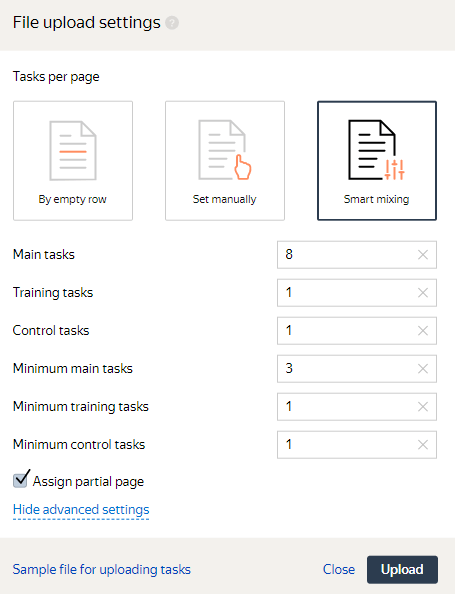 File upload settings ?
Tasks per page
By empty row
Set manually
Smart mixing
Main tasks 8
Training tasks 1
Control tasks 1
Minimum main tasks 3
Minimum training tasks 1
Minimum control tasks 1
Assign partial page
Hide advanced settings
Sample file for uploading tasks Close Upload